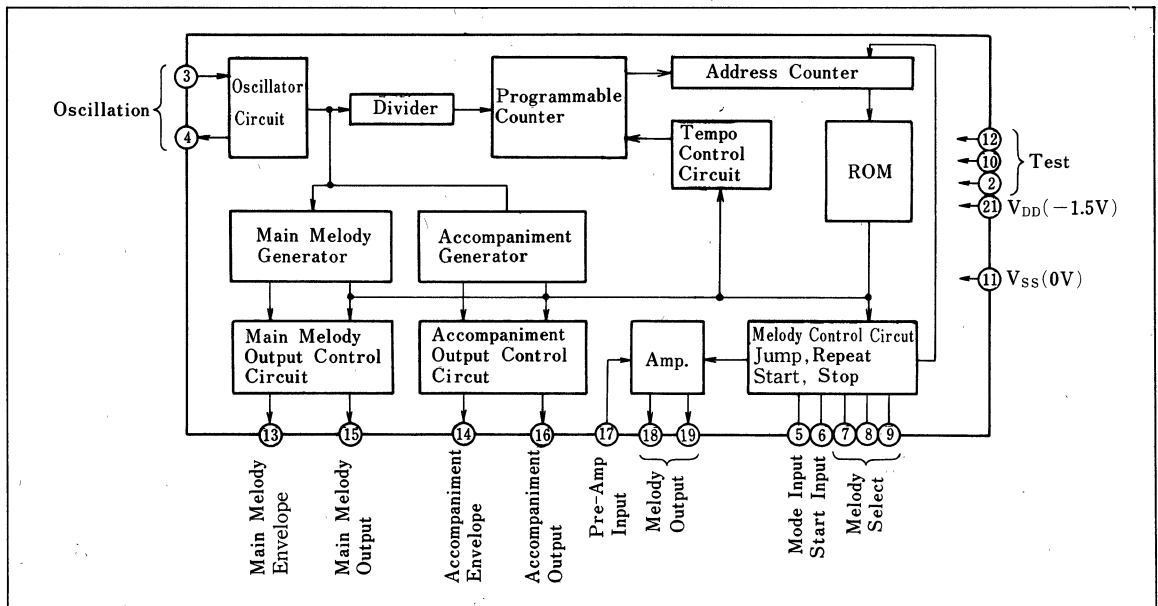 Oscillation
3
4
Oscillator
Circuit
Divider
Programmable
Counter
Address Counter
Tempo
Control
Circuit
ROM
12
10
2
Test
21
VDD(−1.5V)
11
VSS(0V)
Main Melody
Generator
Accompaniment
Generator
Main Melody
Output Control
Circuit
Accompaniment
Output Control
Circut
Amp.
Melody Control Circut
Jump, Repeat
Start, Stop
13
15
14
16
17
18
19
5
6
7
8
9
Main Melody
Envelope
Main Melody
Output
Accompaniment
Envelope
Accompaniment
Output
Pre-Amp
Input
Melody
Output
Mode Input
Start Input
Melody
Select